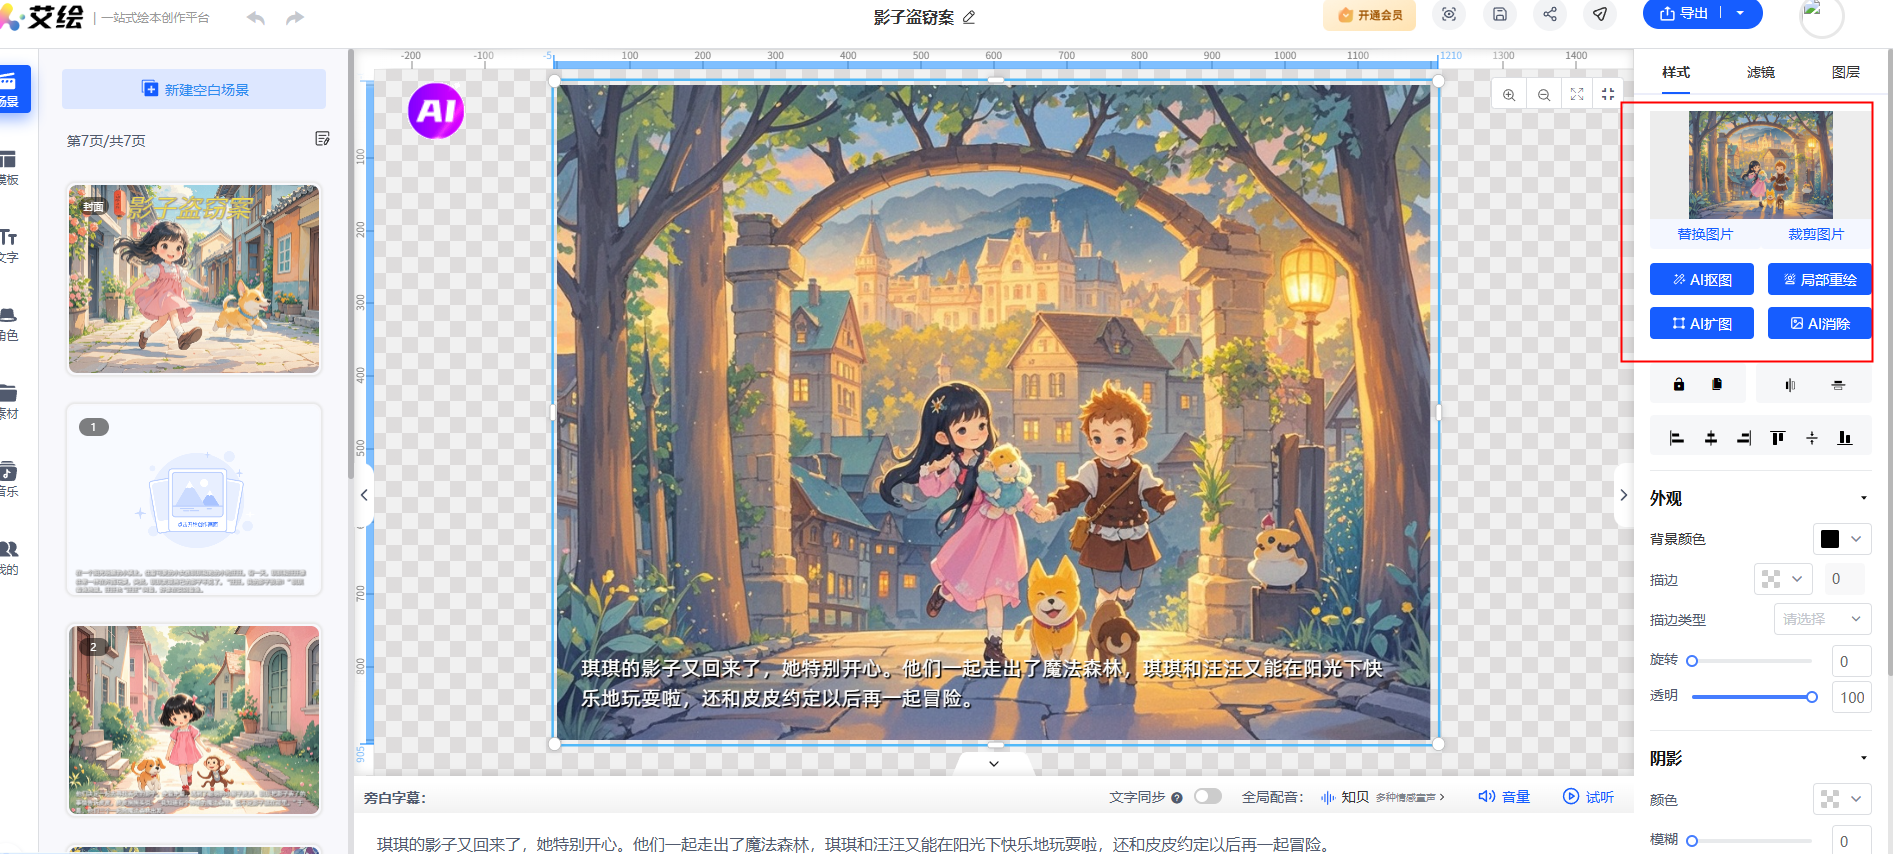 艾绘
一站式绘本创作平台
影子盗窃案
开通会员
导出
场景
模板
文字
角色
素材
音乐
我的
新建空白场景
第7页/共7页
封面
影子盗窃案
1
2
-200
-100
-5
100
200
300
400
500
600
700
800
900
1000
1100
1210
1300
1400
100
200
300
400
500
700
800
905
AI
琪琪的影子又回来了，她特别开心。他们一起走出了魔法森林，琪琪和汪汪又能在阳光下快
乐地玩耍啦，还和皮皮约定以后再一起冒险。
旁白字幕：
文字同步
全局配音：
知贝
多种情感童声
音量
试听
琪琪的影子又回来了，她特别开心。他们一起走出了魔法森林，琪琪和汪汪又能在阳光下快乐地玩耍啦，还和皮皮约定以后再一起冒险。
样式
滤镜
图层
替换图片
裁剪图片
AI抠图
局部重绘
AI扩图
AI消除
外观
背景颜色
描边
0
描边类型
请选择
旋转
0
透明
100
阴影
颜色
模糊
0